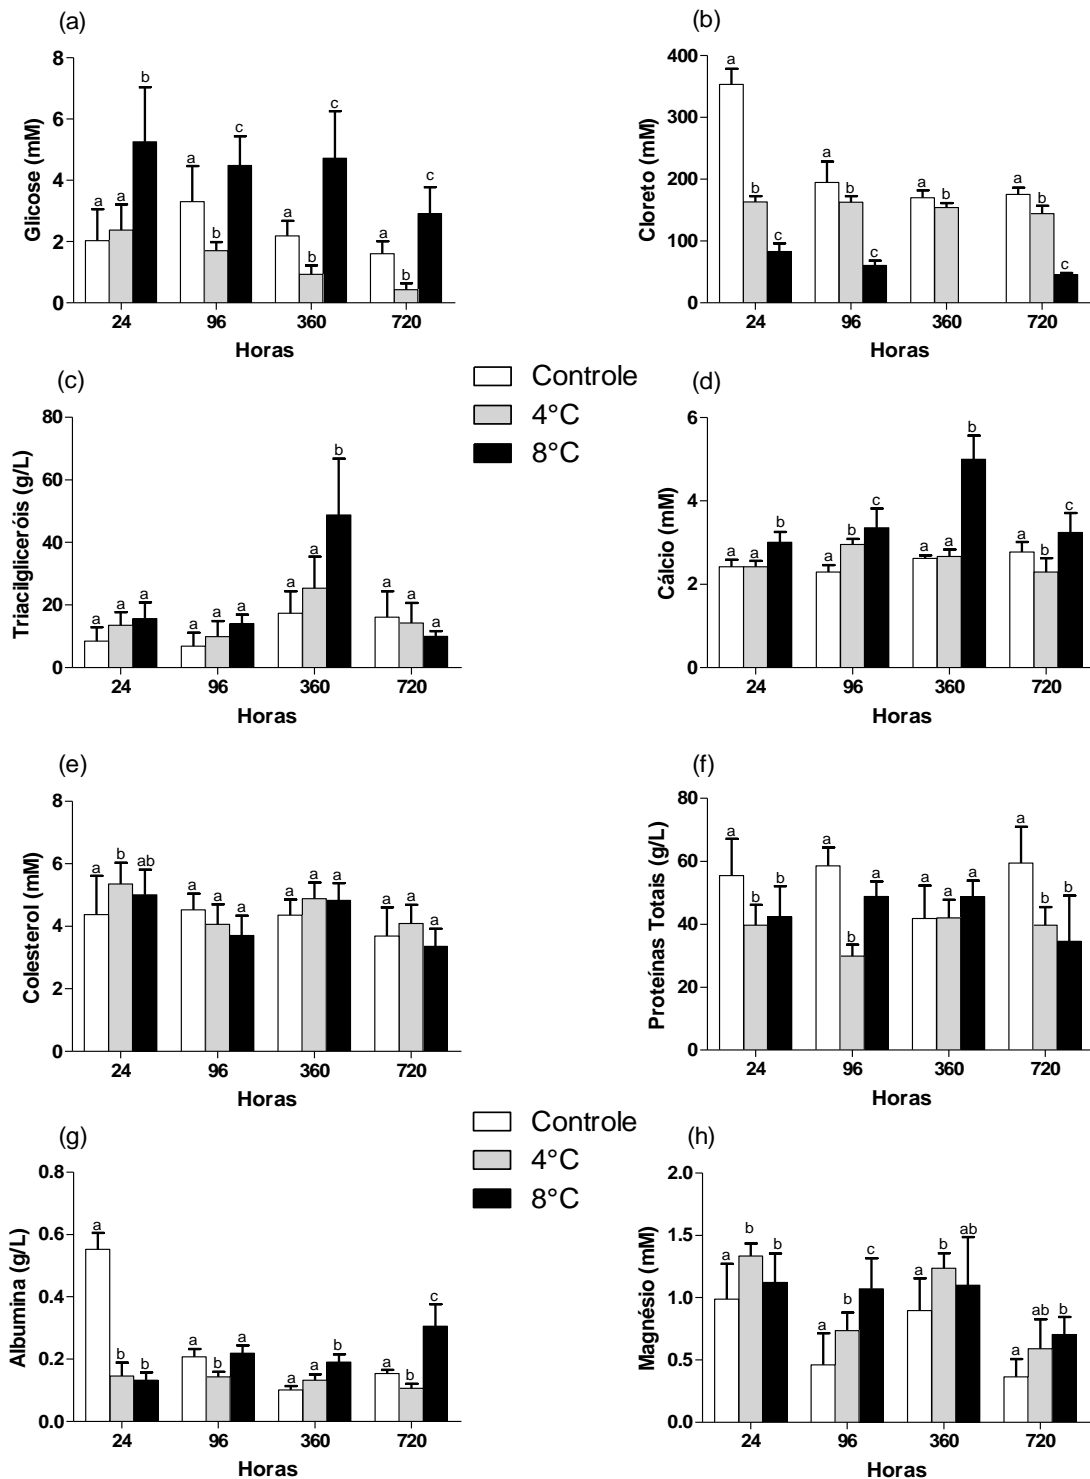 (a)
Glicose (mM)
8
6
4
2
0
b
a
a
a
b
c
a
b
c
a
b
c
24 96 360 720
Horas
(b)
Cloreto (mM)
400
300
200
100
0
a
b
c
a
b
c
a
b
a
b
c
24 96 360 720
Horas
Controle
4°C
8°C
(c)
Triacilgliceróis (g/L)
80
60
40
20
0
a
a
a
a
a
a
a
a
b
a
a
a
24 96 360 720
Horas
(d)
Cálcio (mM)
6
4
2
0
a
a
b
a
b
c
a
a
b
a
b
c
24 96 360 720
Horas
(e)
Colesterol (mM)
8
6
4
2
0
a
b
ab
a
a
a
a
a
a
a
a
a
24 96 360 720
Horas
(f)
Proteínas Totais (g/L)
80
60
40
20
0
a
b
b
a
b
a
a
a
a
a
b
b
24 96 360 720
Horas
Controle
4°C
8°C
(g)
Albumina (g/L)
0.8
0.6
0.4
0.2
0.0
a
b
b
a
b
a
a
a
b
a
b
c
24 96 360 720
Horas
(h)
Magnésio (mM)
2.0
1.5
1.0
0.5
0.0
a
b
b
a
b
c
a
b
ab
a
ab
b
24 96 360 720
Horas